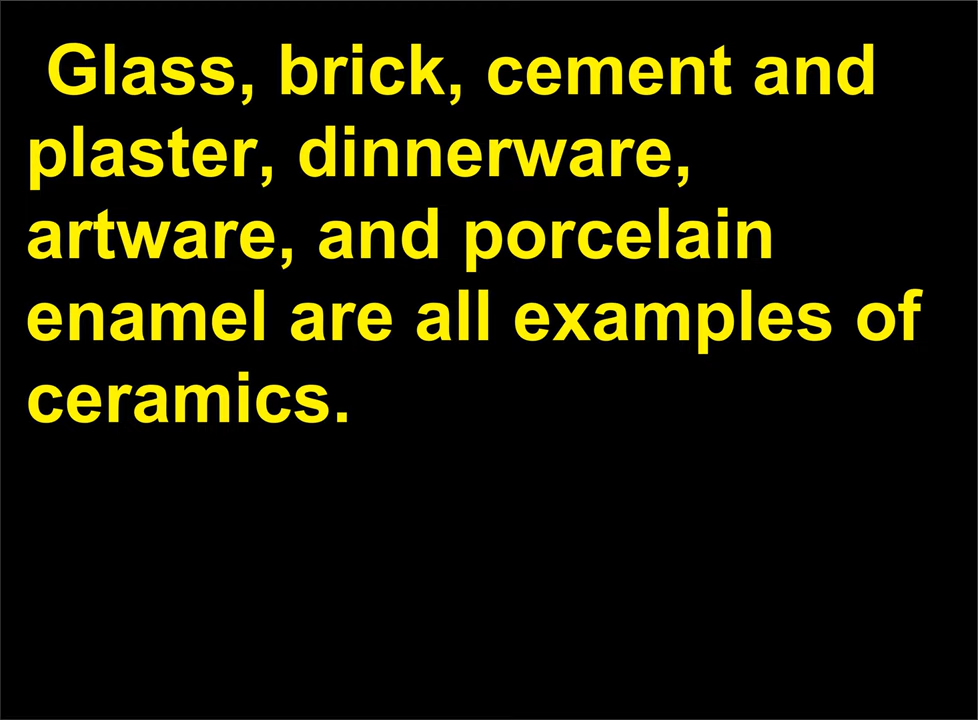 Glass, brick, cement and
plaster, dinnerware,
artware, and porcelain
enamel are all examples of
ceramics.